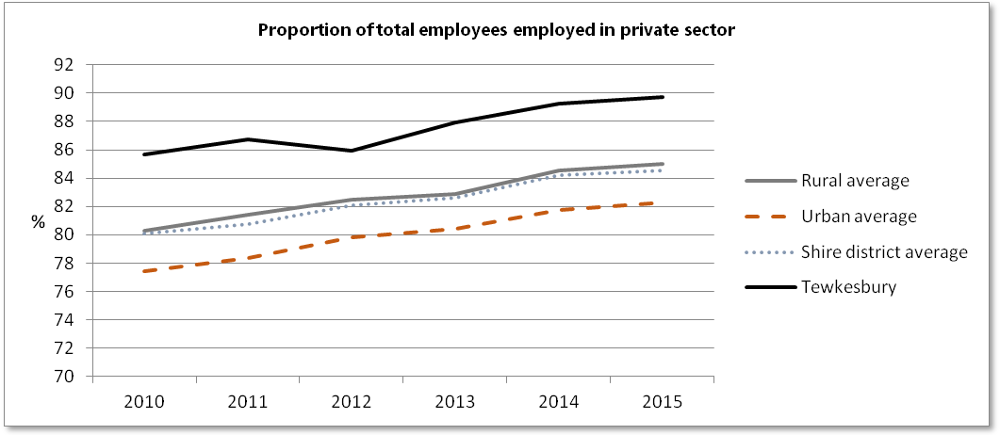 Proportion of total employees employed in private sector
92
90
88
86
84
82
80
78
76
74
72
70
%
2010 2011 2012 2013 2014 2015
Rural average
Urban average
Shire district average
Tewkesbury